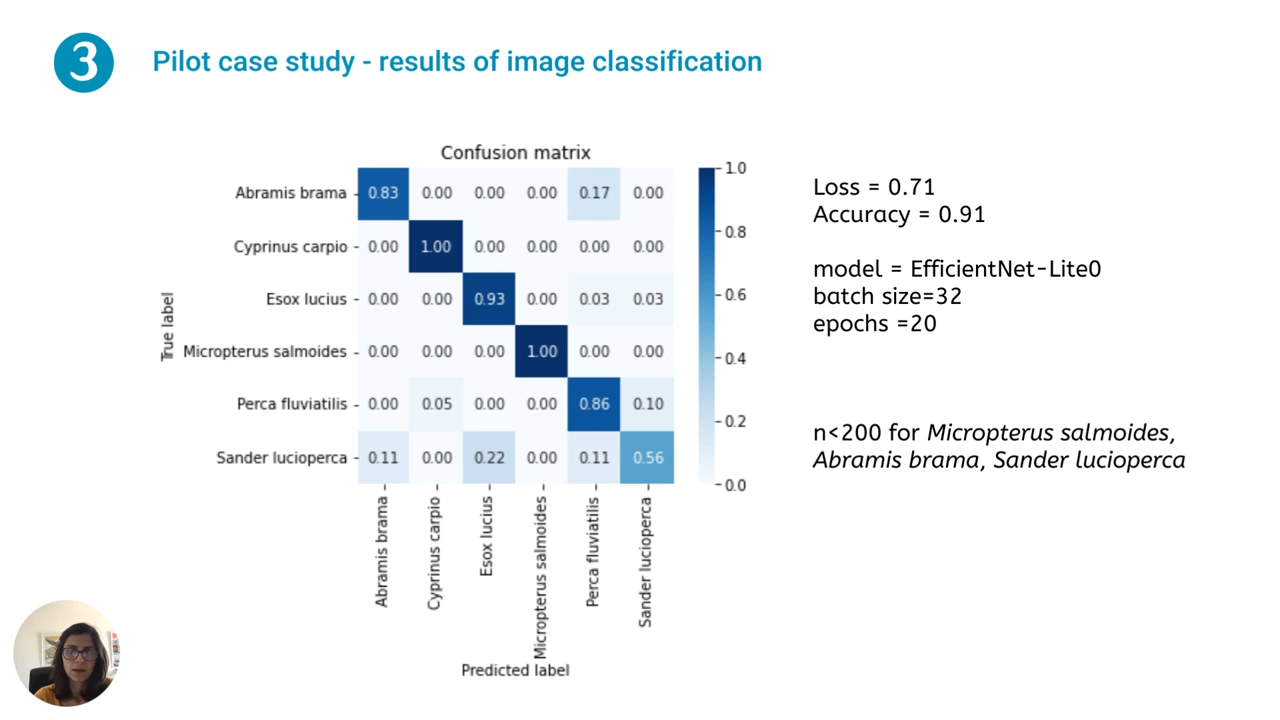 3
Pilot case study - results of image classification
Confusion matrix
Abramis brama 0.83 0.00 0.00 0.00 0.17 0.00
Cyprinus carpio 0.00 1.00 0.00 0.00 0.00 0.00
Esox lucius 0.00 0.00 0.93 0.00 0.03 0.03
Micropterus salmoides 0.00 0.00 0.00 1.00 0.00 0.00
Perca fluviatilis 0.00 0.05 0.00 0.00 0.86 0.10
Sander lucioperca 0.11 0.00 0.22 0.00 0.11 0.56
True label
Abramis brama
Cyprinus carpio
Esox lucius
Micropterus salmoides
Perca fluviatilis
Sander lucioperca
Predicted label
1.0
0.8
0.6
0.4
0.2
0.0
Loss = 0.71
Accuracy = 0.91
model = EfficientNet-Lite0
batch size=32
epochs =20
n<200 for Micropterus salmoides,
Abramis brama, Sander lucioperca